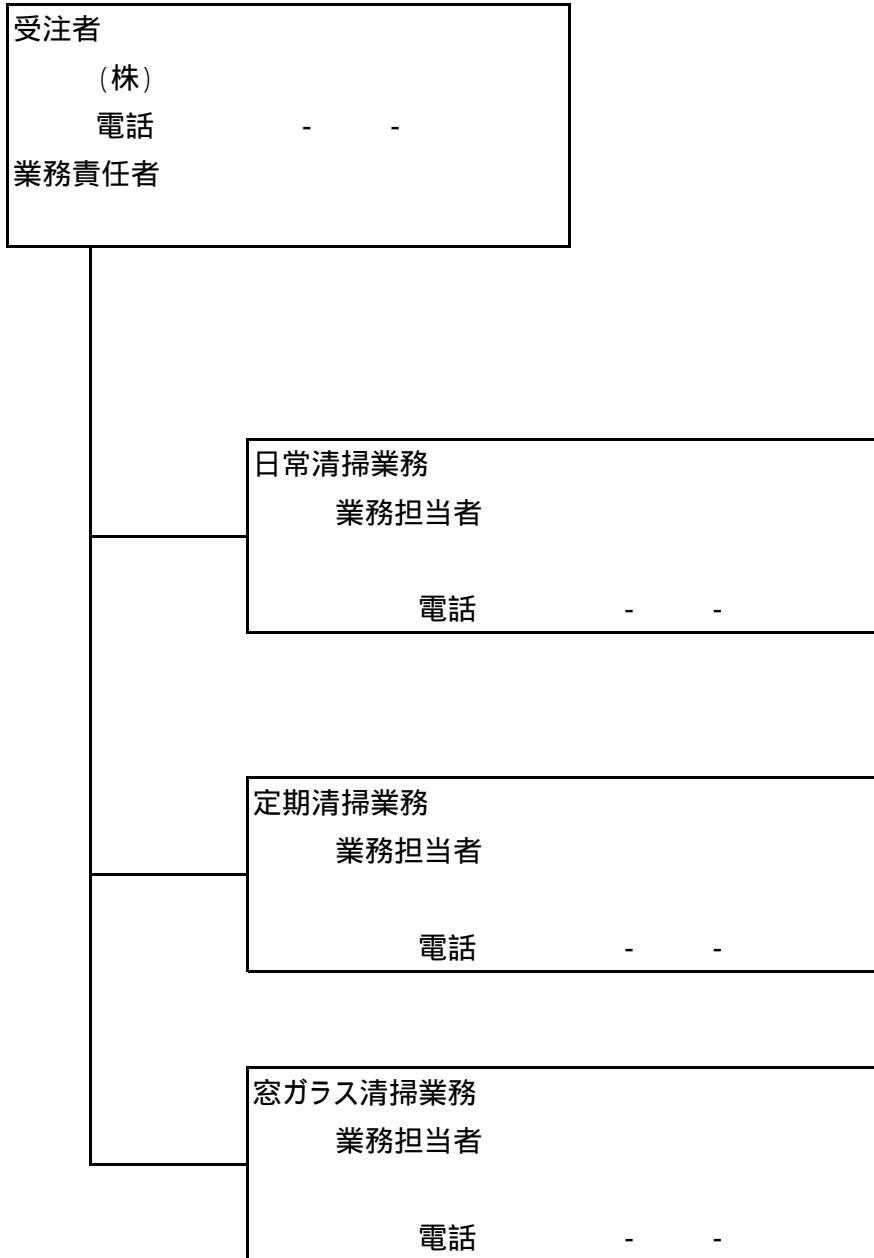 受注者
(株)
電話 - -
業務責任者
日常清掃業務
業務担当者
電話 - -
定期清掃業務
業務担当者
電話 - -
窓ガラス清掃業務
業務担当者
電話 - -